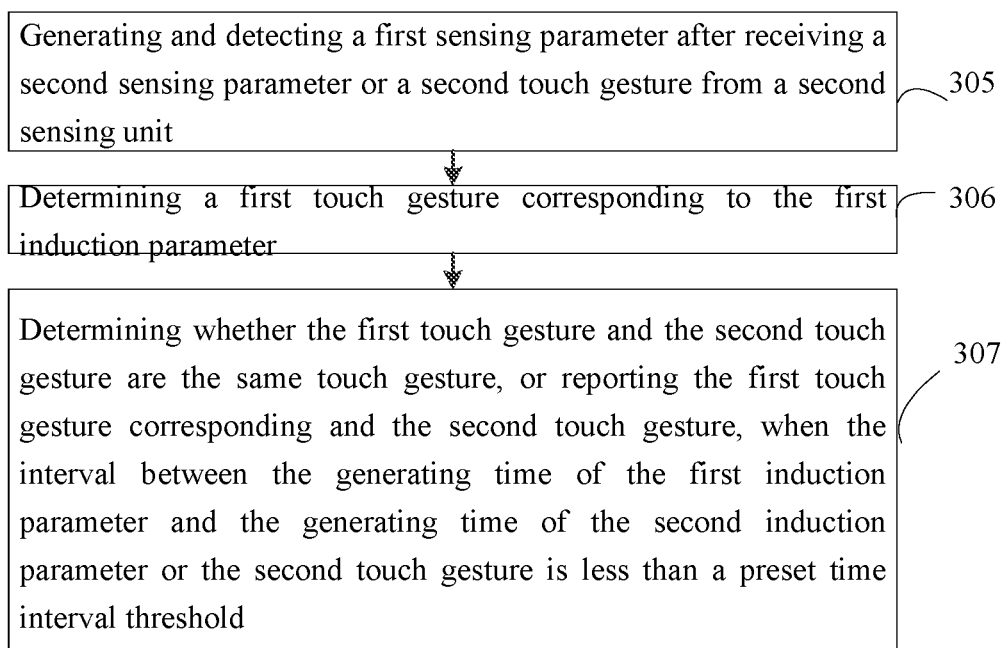 Generating and detecting a first sensing parameter after receiving a
second sensing parameter or a second touch gesture from a second
sensing unit
305
Determining a first touch gesture corresponding to the first
induction parameter
306
Determining whether the first touch gesture and the second touch
gesture are the same touch gesture, or reporting the first touch
gesture corresponding and the second touch gesture, when the
interval between the generating time of the first induction
parameter and the generating time of the second induction
parameter or the second touch gesture is less than a preset time
interval threshold
307